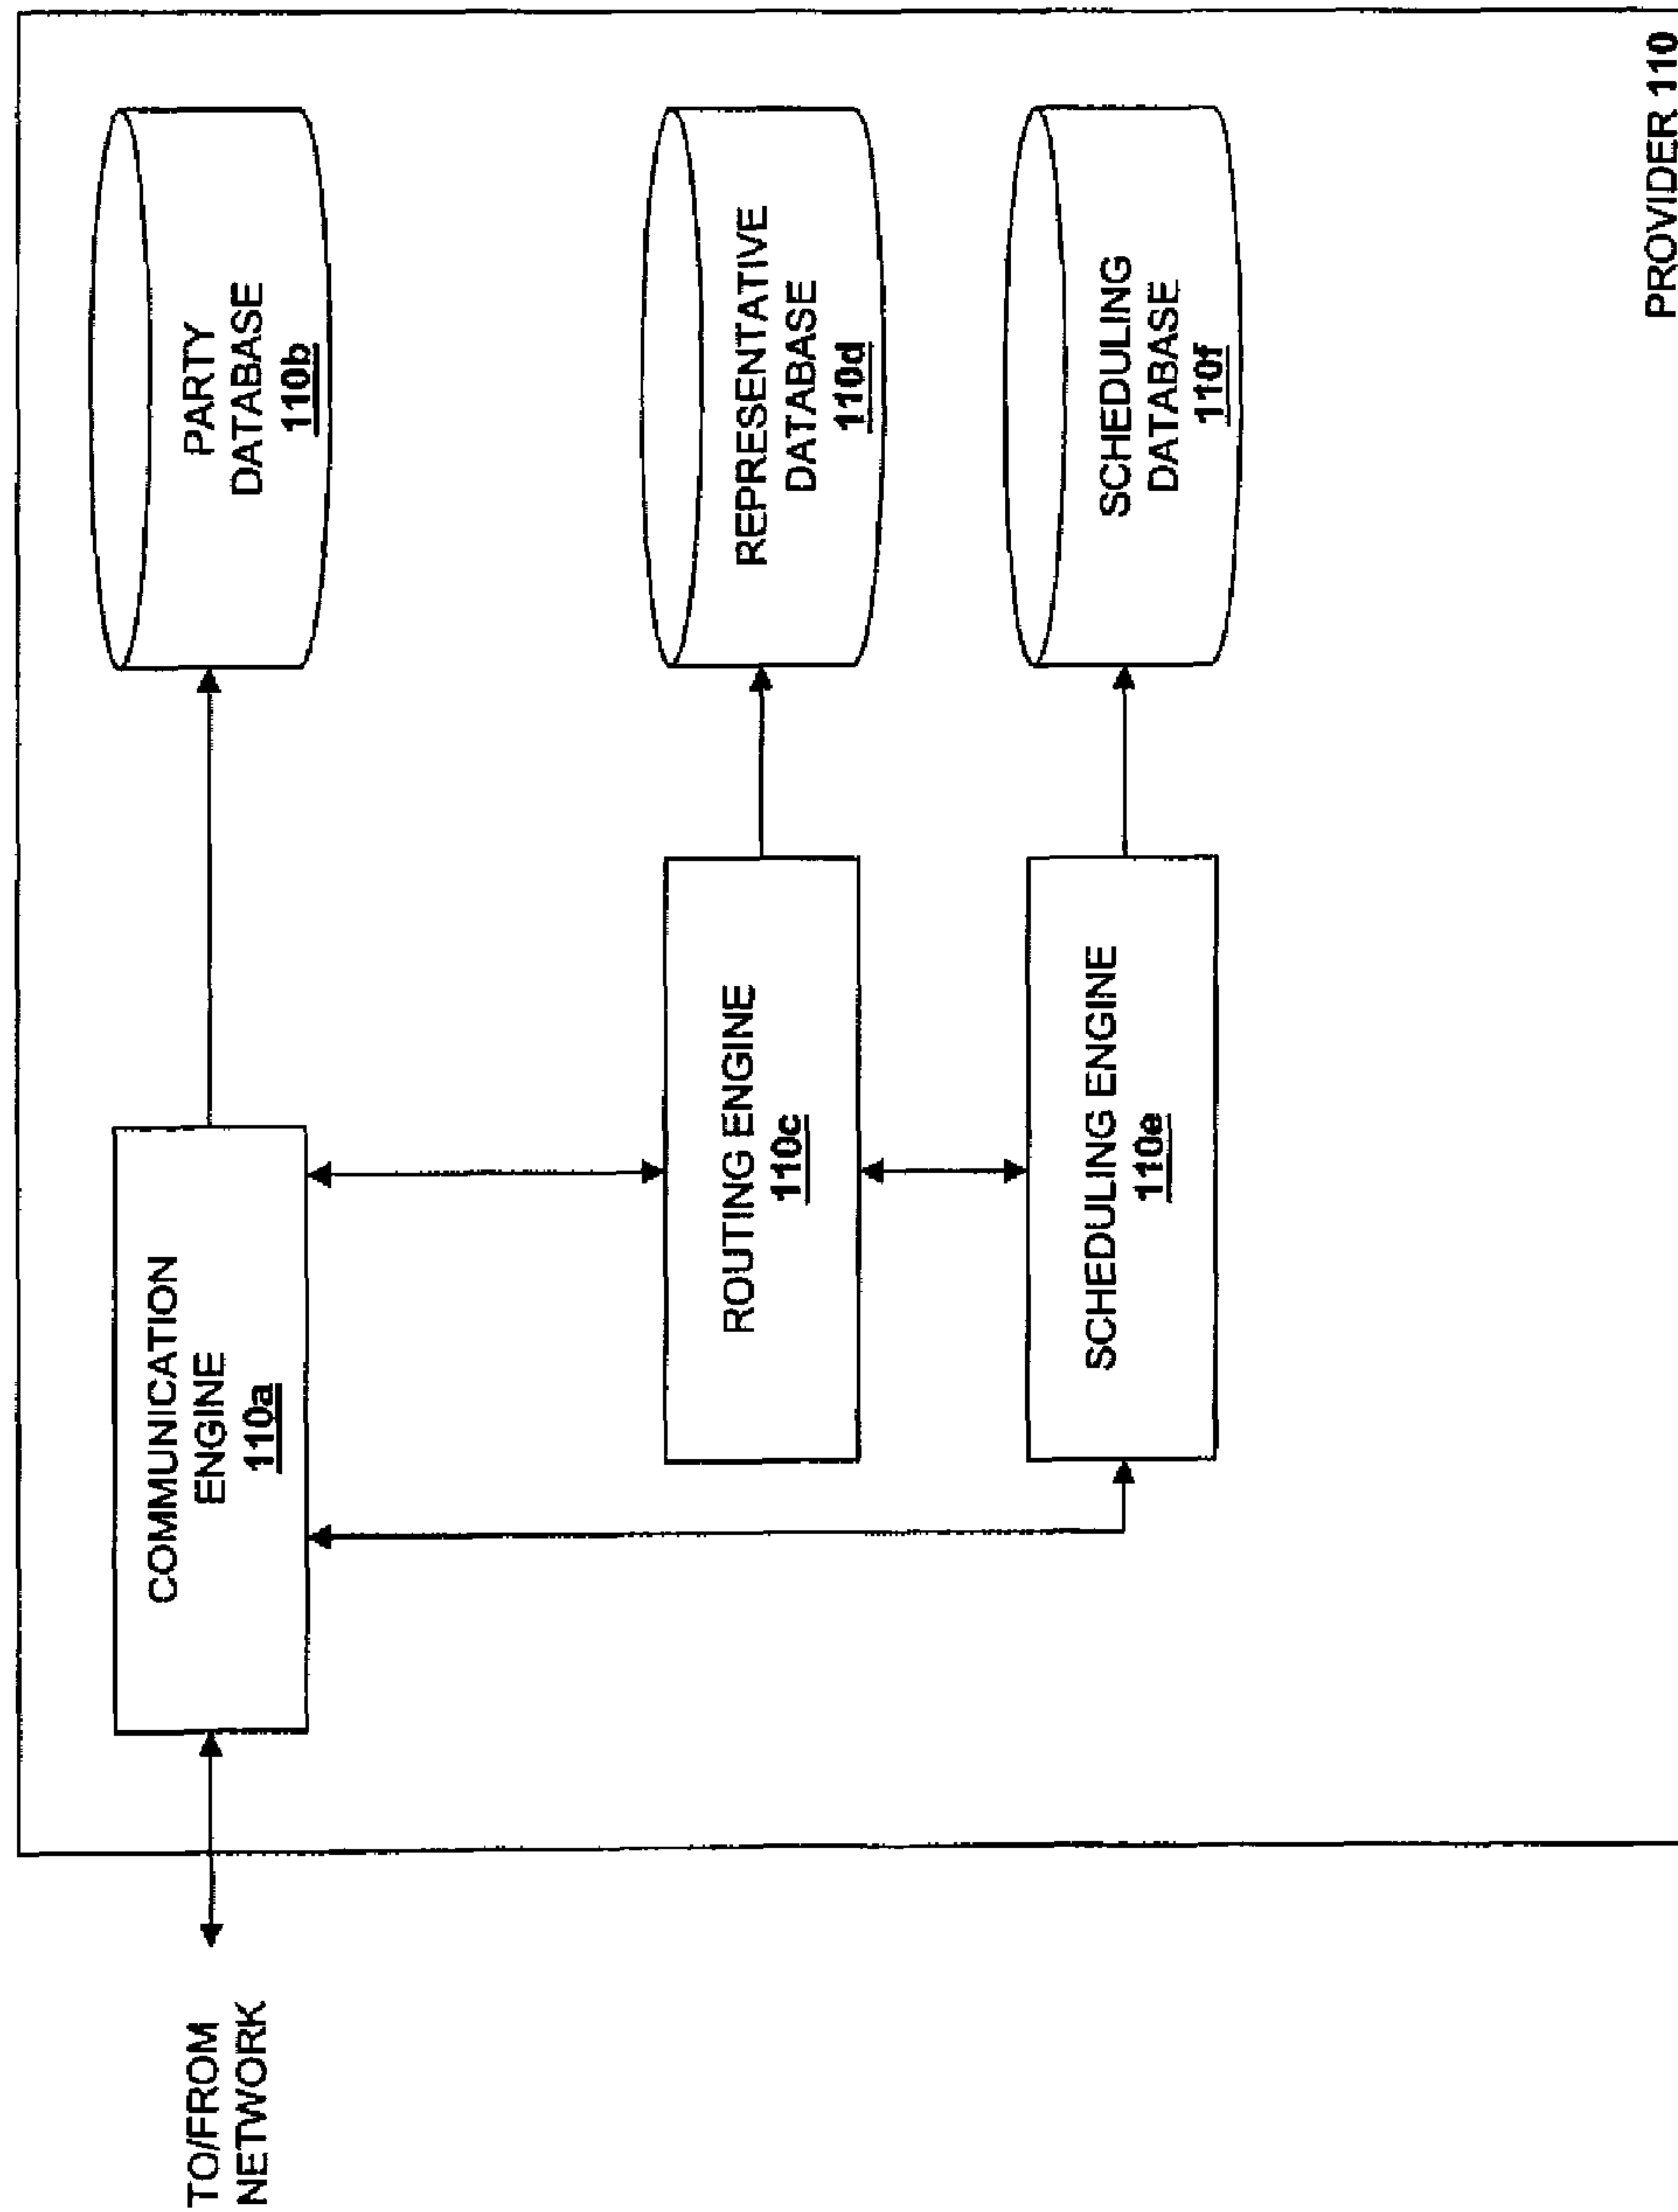 TO/FROM
NETWORK
COMMUNICATION
ENGINE
110a
PARTY
DATABASE
110b
ROUTING ENGINE
110c
REPRESENTATIVE
DATABASE
110d
SCHEDULING ENGINE
110e
SCHEDULING
DATABASE
110f
PROVIDER 110